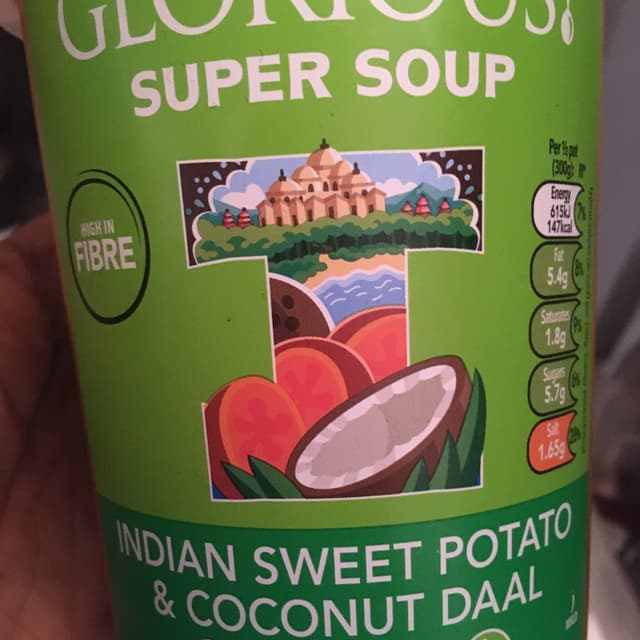 GLORIOUS!
SUPER SOUP
HIGH IN
FIBRE
Per ½ pot
(300g)
Energy
615kJ
147kcal
7%
Fat
5.4g
8%
Saturates
1.8g
9%
Sugars
5.7g
6%
Salt
1.65g
INDIAN SWEET POTATO
& COCONUT DAAL